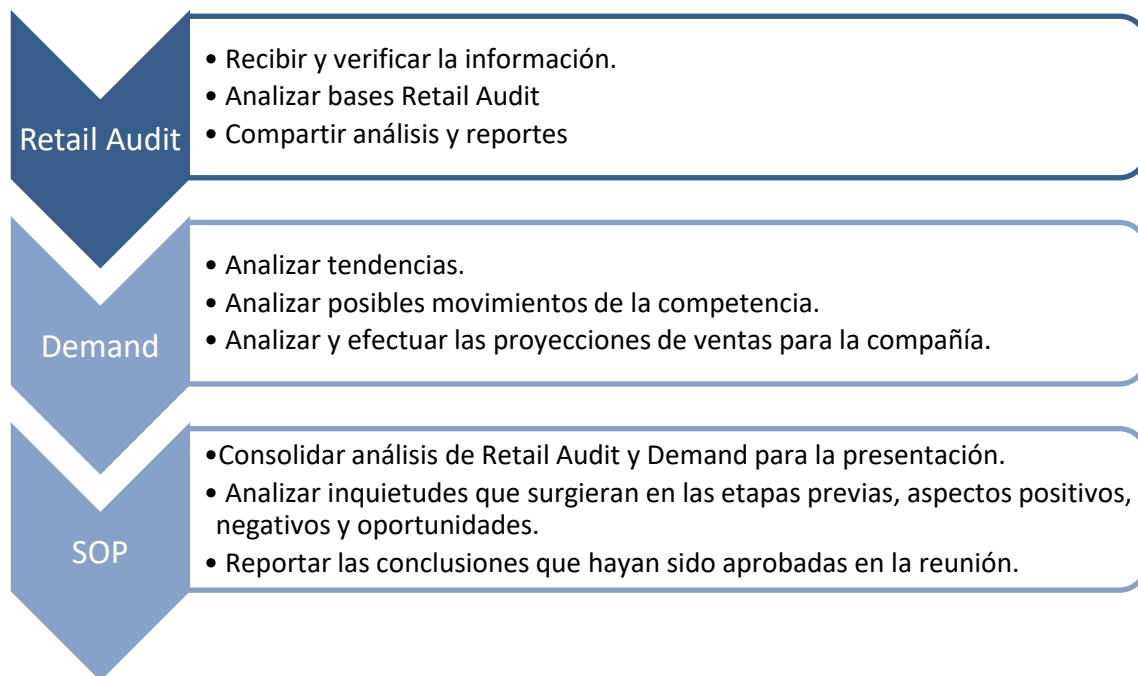 Retail Audit
• Recibir y verificar la información.
• Analizar bases Retail Audit
• Compartir análisis y reportes
Demand
• Analizar tendencias.
• Analizar posibles movimientos de la competencia.
• Analizar y efectuar las proyecciones de ventas para la compañía.
SOP
•Consolidar análisis de Retail Audit y Demand para la presentación.
• Analizar inquietudes que surgieran en las etapas previas, aspectos positivos,
negativos y oportunidades.
• Reportar las conclusiones que hayan sido aprobadas en la reunión.